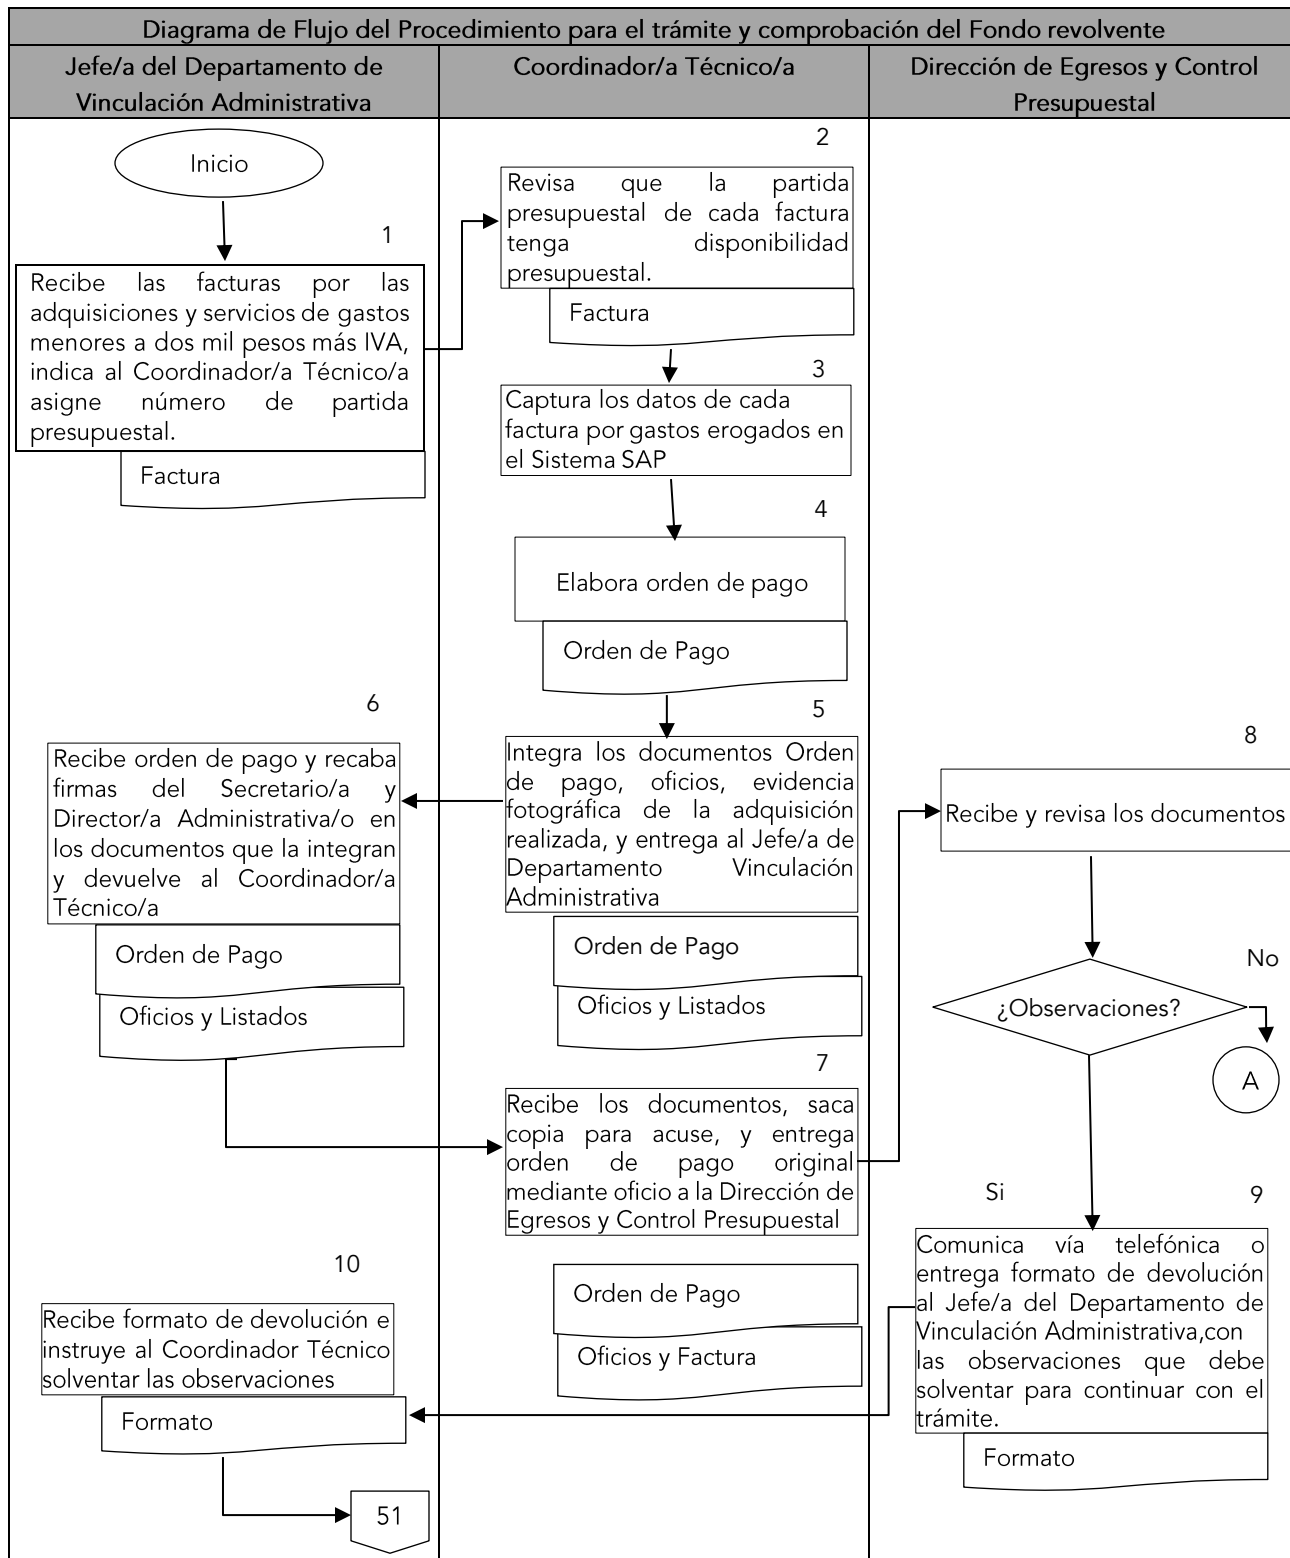 Diagrama de Flujo del Procedimiento para el trámite y comprobación del Fondo revolvente
Jefe/a del Departamento de
Vinculación Administrativa
Coordinador/a Técnico/a
Dirección de Egresos y Control
Presupuestal
Inicio
1
Recibe las facturas por las
adquisiciones y servicios de gastos
menores a dos mil pesos más IVA,
indica al Coordinador/a Técnico/a
asigne número de partida
presupuestal.
Factura
2
Revisa que la partida
presupuestal de cada factura
tenga disponibilidad
presupuestal.
Factura
3
Captura los datos de cada
factura por gastos erogados en
el Sistema SAP
4
Elabora orden de pago
Orden de Pago
5
Integra los documentos Orden
de pago, oficios, evidencia
fotográfica de la adquisición
realizada, y entrega al Jefe/a de
Departamento Vinculación
Administrativa
Orden de Pago
Oficios y Listados
6
Recibe orden de pago y recaba
firmas del Secretario/a y
Director/a Administrativa/o en
los documentos que la integran
y devuelve al Coordinador/a
Técnico/a
Orden de Pago
Oficios y Listados
7
Recibe los documentos, saca
copia para acuse, y entrega
orden de pago original
mediante oficio a la Dirección de
Egresos y Control Presupuestal
Orden de Pago
Oficios y Factura
8
Recibe y revisa los documentos
¿Observaciones?
No
A
Si
9
Comunica vía telefónica o
entrega formato de devolución
al Jefe/a del Departamento de
Vinculación Administrativa,con
las observaciones que debe
solventar para continuar con el
trámite.
Formato
10
Recibe formato de devolución e
instruye al Coordinador Técnico
solventar las observaciones
Formato
51